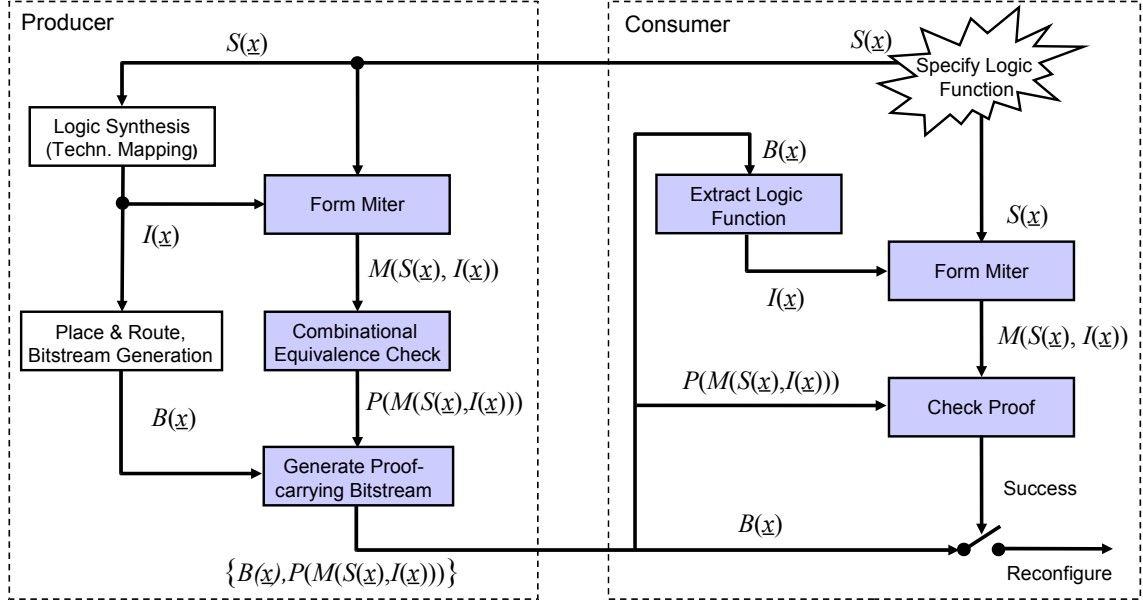 Producer
S(x)
Logic Synthesis
(Techn. Mapping)
Form Miter
I(x)
M(S(x), I(x))
Place & Route,
Bitstream Generation
Combinational
Equivalence Check
P(M(S(x),I(x)))
B(x)
Generate Proof-
carrying Bitstream
{B(x),P(M(S(x),I(x)))}
Consumer
S(x)
Specify Logic
Function
B(x)
Extract Logic
Function
S(x)
Form Miter
I(x)
M(S(x), I(x))
P(M(S(x),I(x)))
Check Proof
Success
B(x)
Reconfigure